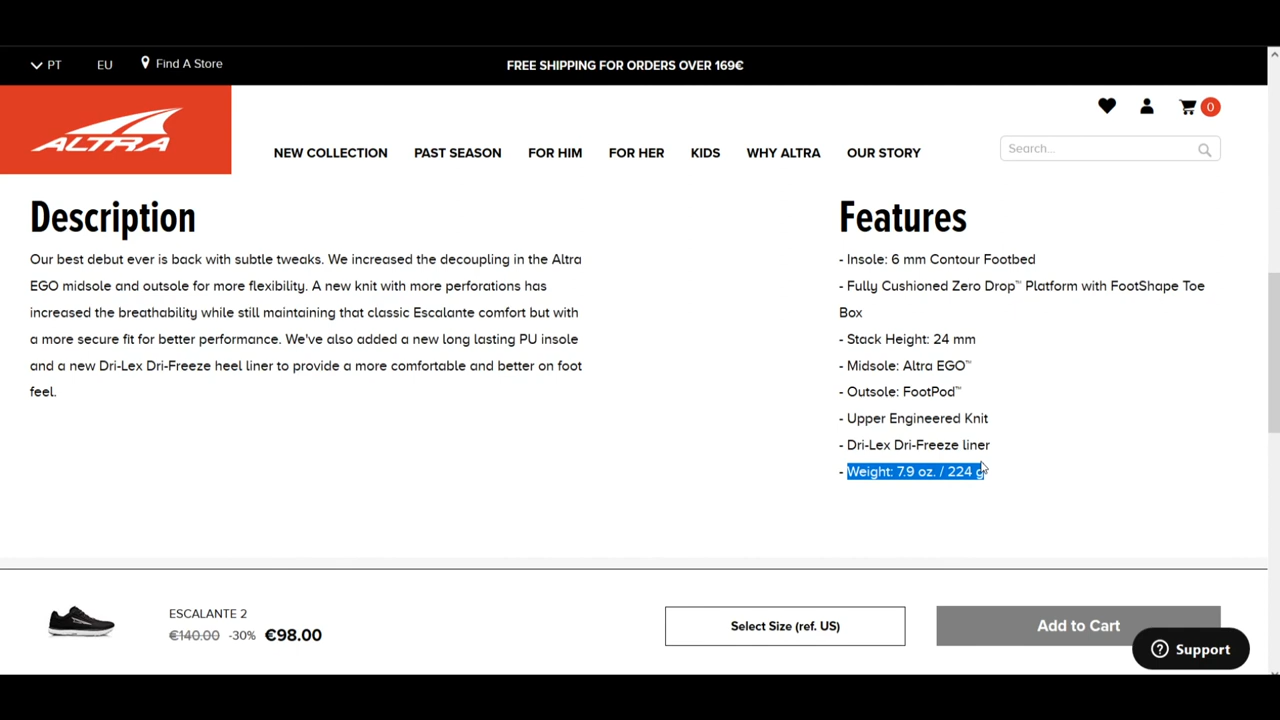 PT EU Find A Store FREE SHIPPING FOR ORDERS OVER 169€
ALTRA
0
NEW COLLECTION PAST SEASON FOR HIM FOR HER KIDS WHY ALTRA OUR STORY
Search...
Description
Our best debut ever is back with subtle tweaks. We increased the decoupling in the Altra
EGO midsole and outsole for more flexibility. A new knit with more perforations has
increased the breathability while still maintaining that classic Escalante comfort but with
a more secure fit for better performance. We've also added a new long lasting PU insole
and a new Dri-Lex Dri-Freeze heel liner to provide a more comfortable and better on foot
feel.
Features
- Insole: 6 mm Contour Footbed
- Fully Cushioned Zero Drop™ Platform with FootShape Toe
Box
- Stack Height: 24 mm
- Midsole: Altra EGO™
- Outsole: FootPod™
- Upper Engineered Knit
- Dri-Lex Dri-Freeze liner
- Weight: 7.9 oz. / 224 g
ESCALANTE 2
€140.00 -30% €98.00
Select Size (ref. US)
Add to Cart
Support